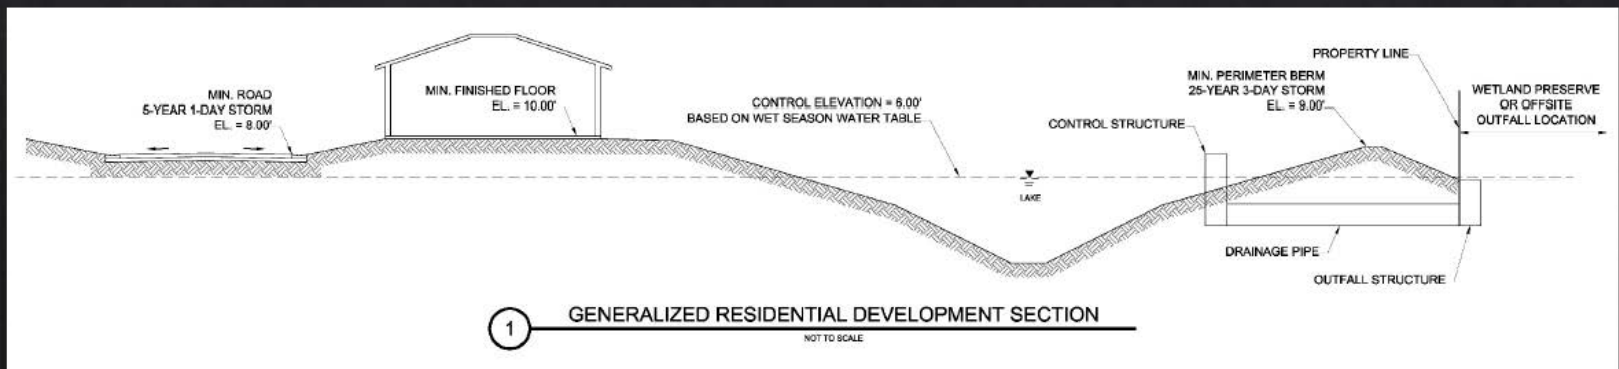 MIN. ROAD
5-YEAR 1-DAY STORM
EL. = 8.00'
MIN. FINISHED FLOOR
EL. = 10.00'
CONTROL ELEVATION = 6.00'
BASED ON WET SEASON WATER TABLE
LAKE
CONTROL STRUCTURE
MIN. PERIMETER BERM
25-YEAR 3-DAY STORM
EL. = 9.00'
PROPERTY LINE
WETLAND PRESERVE
OR OFFSITE
OUTFALL LOCATION
DRAINAGE PIPE
OUTFALL STRUCTURE
1
GENERALIZED RESIDENTIAL DEVELOPMENT SECTION
NOT TO SCALE